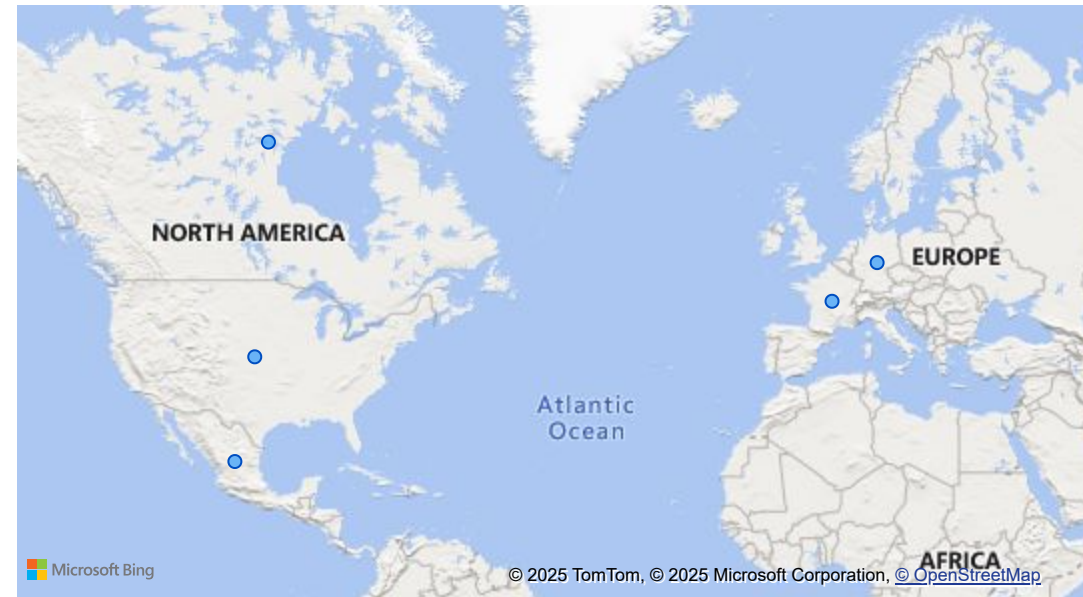 NORTH AMERICA
EUROPE
Atlantic
Ocean
AFRICA
Microsoft Bing
© 2025 TomTom, © 2025 Microsoft Corporation, © OpenStreetMap